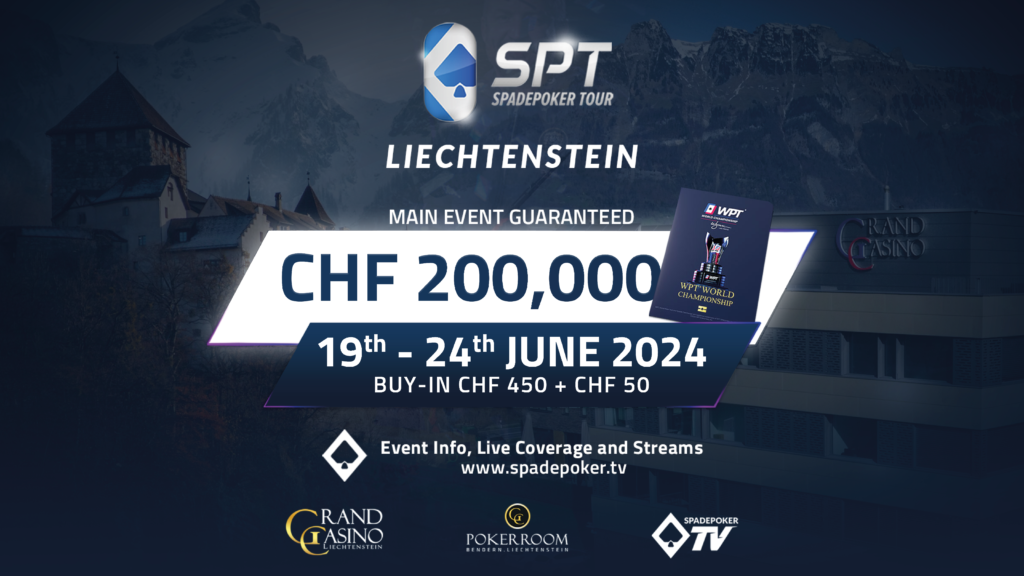 SPT
SPADEPOKER TOUR
LIECHTENSTEIN
MAIN EVENT GUARANTEED
CHF 200,000
WPT
WORLD CHAMPIONSHIP
WPT WORLD
CHAMPIONSHIP
GRAND
CASINO
19th - 24th JUNE 2024
BUY-IN CHF 450 + CHF 50
Event Info, Live Coverage and Streams
www.spadepoker.tv
GRAND
CASINO
LIECHTENSTEIN
POKERROOM
BENDERN.LIECHTENSTEIN
SPADEPOKER
TV